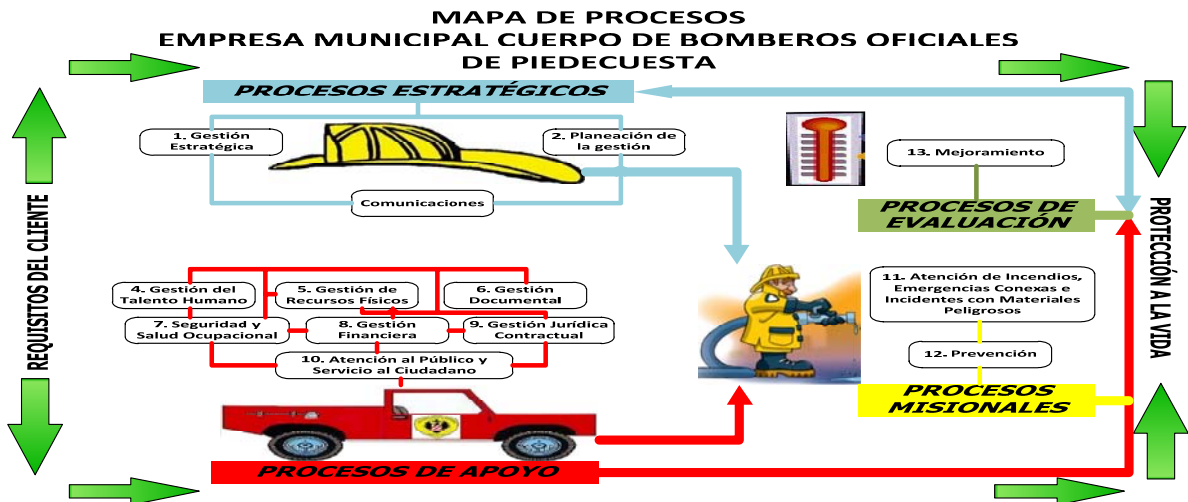 MAPA DE PROCESOS
EMPRESA MUNICIPAL CUERPO DE BOMBEROS OFICIALES
DE PIEDECUESTA
PROCESOS ESTRATÉGICOS
1. Gestión
Estratégica
2. Planeación de
la gestión
Comunicaciones
13. Mejoramiento
PROCESOS DE
EVALUACIÓN
REQUISITOS DEL CLIENTE
PROTECCIÓN A LA VIDA
4. Gestión del
Talento Humano
5. Gestión de
Recursos Físicos
6. Gestión
Documental
7. Seguridad y
Salud Ocupacional
8. Gestión
Financiera
9. Gestión Jurídica
Contractual
10. Atención al Público y
Servicio al Ciudadano
11. Atención de Incendios,
Emergencias Conexas e
Incidentes con Materiales
Peligrosos
12. Prevención
PROCESOS
MISIONALES
PROCESOS DE APOYO